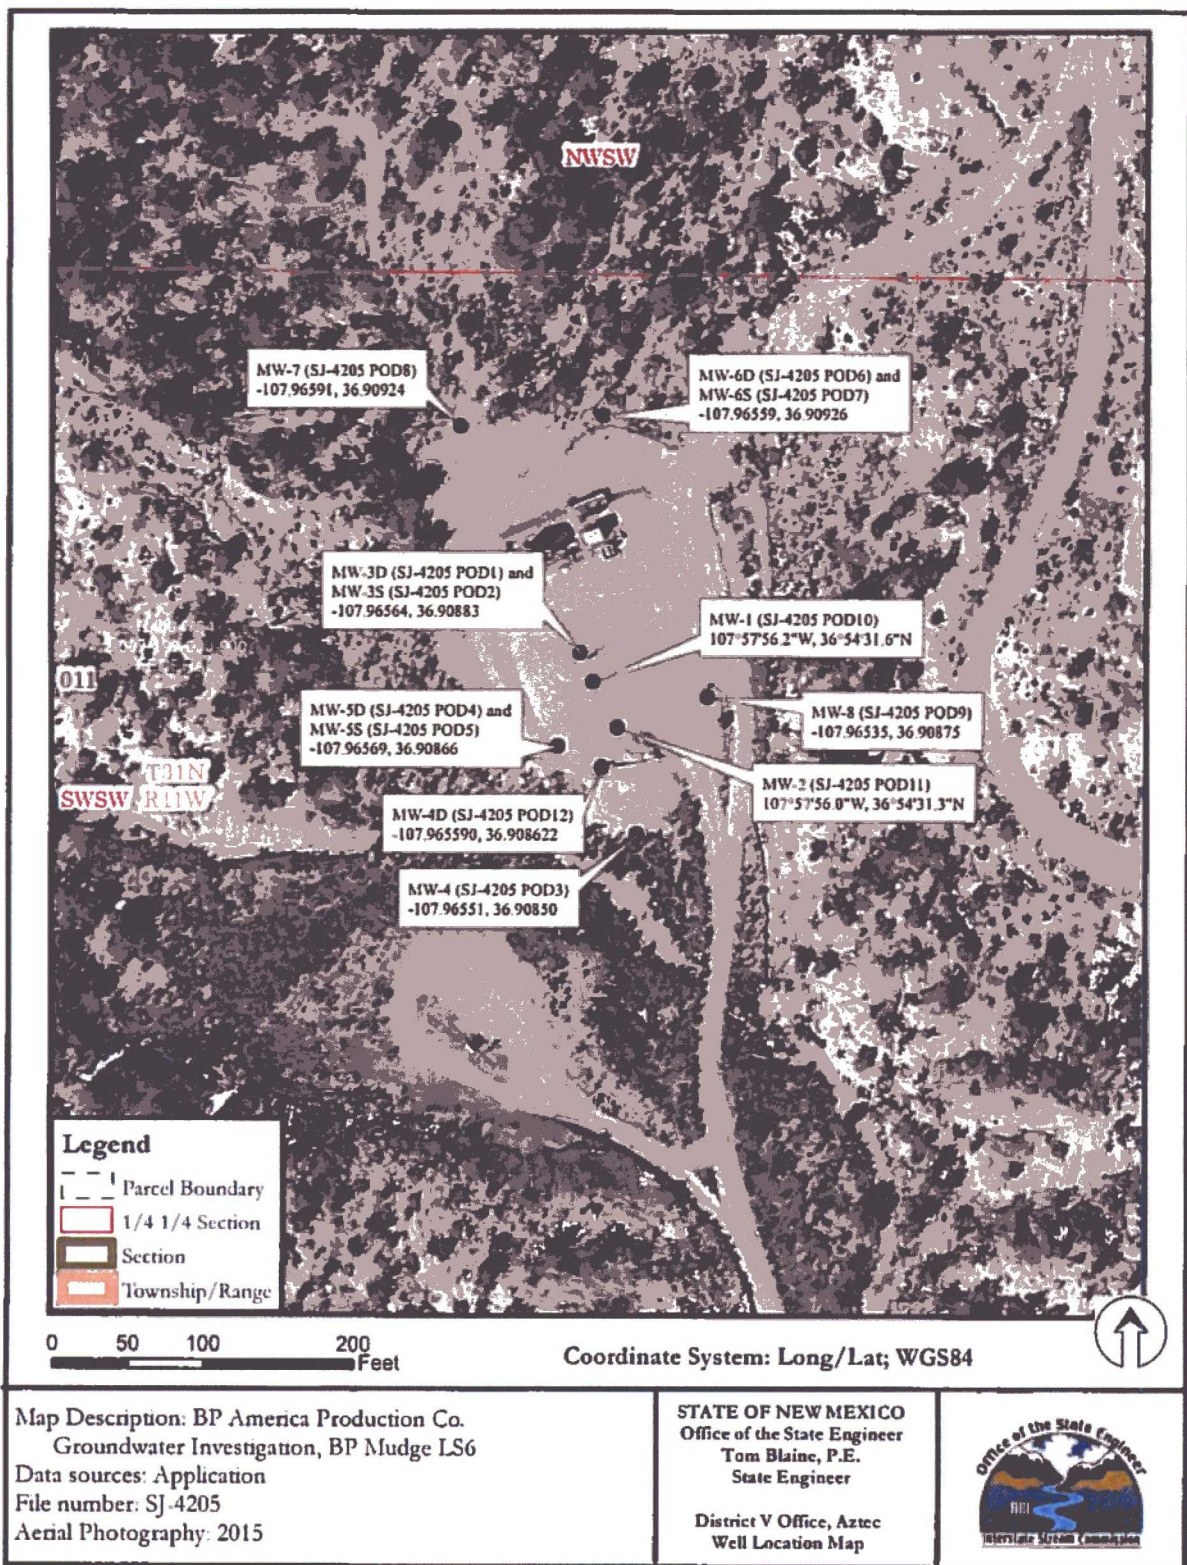 NWSW
MW-7 (SJ-4205 POD8)
-107.96591, 36.90924
MW-6D (SJ-4205 POD6) and
MW-6S (SJ-4205 POD7)
-107.96559, 36.90926
MW-3D (SJ-4205 POD1) and
MW-3S (SJ-4205 POD2)
-107.96564, 36.90883
MW-1 (SJ-4205 POD10)
107°57'56.2"W, 36°54'31.6"N
011
MW-5D (SJ-4205 POD4) and
MW-5S (SJ-4205 POD5)
-107.96569, 36.90866
MW-8 (SJ-4205 POD9)
-107.96535, 36.90875
T31N
SWSW R11W
MW-2 (SJ-4205 POD11)
107°57'56.0"W, 36°54'31.3"N
MW-4D (SJ-4205 POD12)
-107.965590, 36.908622
MW-4 (SJ-4205 POD3)
-107.96551, 36.90850
Legend
Parcel Boundary
1/4 1/4 Section
Section
Township/Range
0 50 100 200
Feet
Coordinate System: Long/Lat; WGS84
Map Description: BP America Production Co.
Groundwater Investigation, BP Mudge LS6
Data sources: Application
File number: SJ-4205
Aerial Photography: 2015
STATE OF NEW MEXICO
Office of the State Engineer
Tom Blaine, P.E.
State Engineer
District V Office, Aztec
Well Location Map
Office of the State Engineer
Interstate Stream Commission